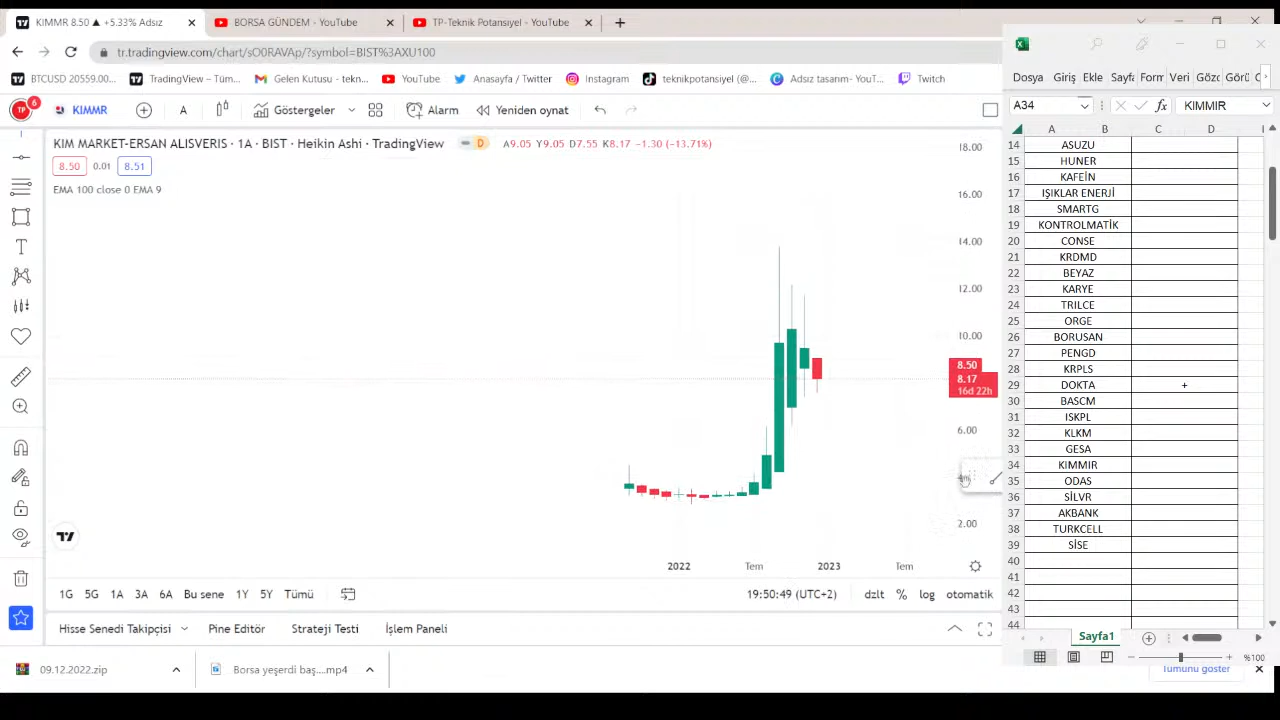 KIMMR 8.50 ▲ +5.33% Adsız
BORSA GÜNDEM - YouTube
TP-Teknik Potansiyel - YouTube
tr.tradingview.com/chart/sO0RAVAp/?symbol=BIST%3AXU100
BTCUSD 20559.00...
TradingView – Tüm...
Gelen Kutusu - tekn...
YouTube
Anasayfa / Twitter
Instagram
teknikpotansiyel (@...
Adsız tasarım- YouT...
Twitch
TP
6
KIMMR
A
Göstergeler
Alarm
Yeniden oynat
KIM MARKET-ERSAN ALISVERIS · 1A · BIST · Heikin Ashi · TradingView
D
A9.05 Y9.05 D7.55 K8.17 −1.30 (−13.71%)
8.50
0.01
8.51
EMA 100 close 0 EMA 9
18.00
16.00
14.00
12.00
10.00
8.50
8.17
16d 22h
6.00
2.00
2022
Tem
2023
Tem
1G
5G
1A
3A
6A
Bu sene
1Y
5Y
Tümü
19:50:49 (UTC+2)
dzlt
%
log
otomatik
Hisse Senedi Takipçisi
Pine Editör
Strateji Testi
İşlem Paneli
09.12.2022.zip
Borsa yeşerdi baş....mp4
Tümünü göster
Dosya
Giriş
Ekle
Sayfa
Form
Veri
Gözc
Görü
A34
fx
KIMMIR
A
B
C
D
14 ASUZU
15 HUNER
16 KAFEİN
17 IŞIKLAR ENERJİ
18 SMARTG
19 KONTROLMATİK
20 CONSE
21 KRDMD
22 BEYAZ
23 KARYE
24 TRILCE
25 ORGE
26 BORUSAN
27 PENGD
28 KRPLS
29 DOKTA +
30 BASCM
31 ISKPL
32 KLKM
33 GESA
34 KIMMIR
35 ODAS
36 SİLVR
37 AKBANK
38 TURKCELL
39 SİSE
40
41
42
43
44
Sayfa1
%100